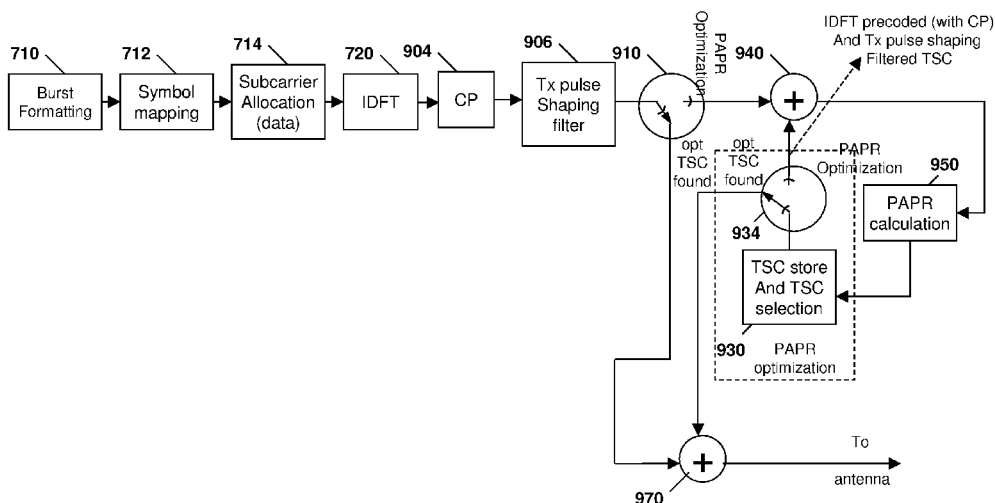 710
Burst
Formatting
712
Symbol
mapping
714
Subcarrier
Allocation
(data)
720
IDFT
904
CP
906
Tx pulse
Shaping
filter
910
PAPR
Optimization
940
+
IDFT precoded (with CP)
And Tx pulse shaping
Filtered TSC
opt
TSC
found
opt
TSC
found
PAPR
Optimization
934
950
PAPR
calculation
TSC store
And TSC
selection
930
PAPR
optimization
+
970
To
antenna